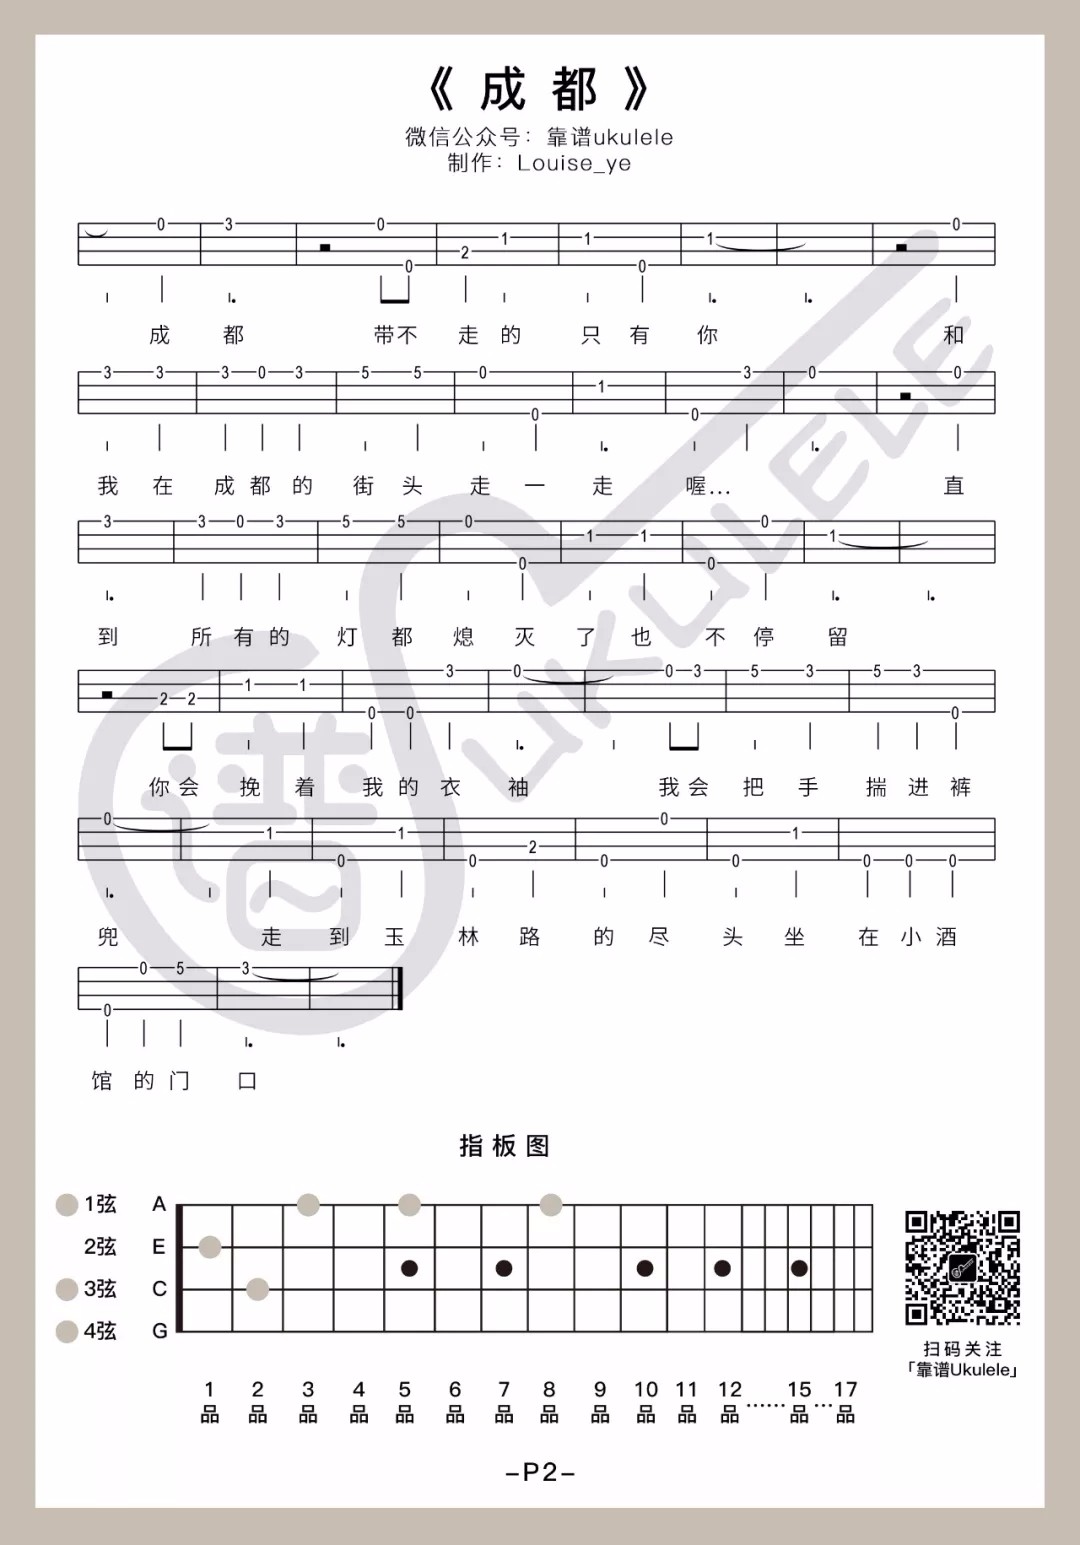 《成都》
微信公众号：靠谱ukulele
制作：Louise_ye
0 3 0 0 2 1 1 0 1 0
成都 带不走的 只有你 和
3 3 3 0 3 5 5 0 0 1 0 3 0 0
我在成都的街头走一走 喔... 直
3 3 0 3 5 5 0 0 1 1 0 0 1
到 所有的灯都熄灭了也不停留
2 2 1 1 0 0 3 0 0 3 5 3 5 3 0
你会挽着我的衣袖 我会把手揣进裤
0 1 0 1 0 2 0 0 0 1 0 0 0
兜 走到玉林路的尽头坐在小酒
0 0 5 3
馆的门口
谱 UKULELE
指板图
1弦 A
2弦 E
3弦 C
4弦 G
1 2 3 4 5 6 7 8 9 10 11 12 15 17
品 品 品 品 品 品 品 品 品 品 品 品 ...... 品 ... 品
扫码关注
「靠谱Ukulele」
–P2–